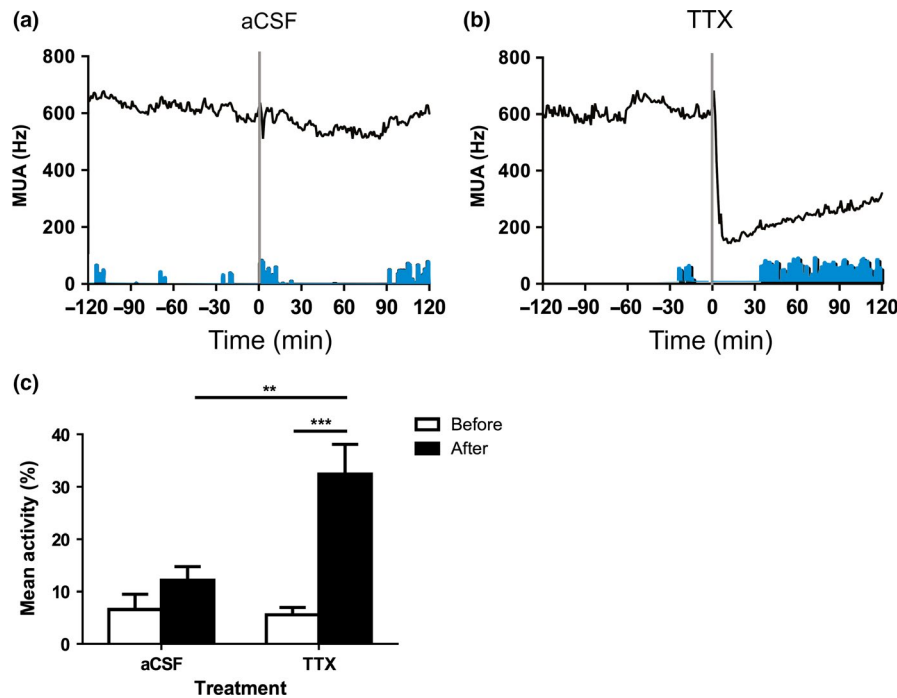 (a) aCSF
MUA (Hz)
800
600
400
200
0
−120 −90 −60 −30 0 30 60 90 120
Time (min)
(b) TTX
MUA (Hz)
800
600
400
200
0
−120 −90 −60 −30 0 30 60 90 120
Time (min)
(c)
**
***
Before
After
Mean activity (%)
40
30
20
10
0
aCSF TTX
Treatment